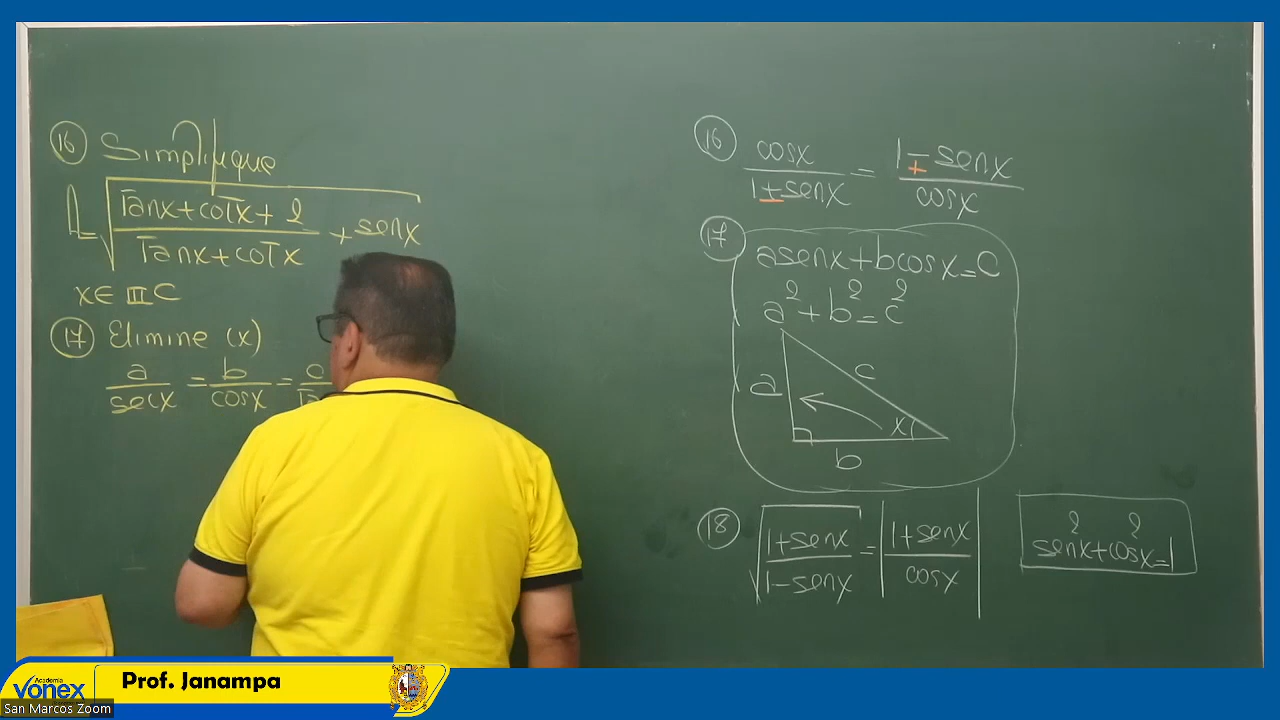 16 Simplifique
L = √((Tanx+coTx+2)/(Tanx+coTx) + senx)
x∈ III C
17 Elimine (x)
a/secx = b/cosx = c/
16 cosx/(1±senx) = (1∓senx)/cosx
17 asenx+bcosx=c
a²+b²=c²
a
c
x
b
18 √((1+senx)/(1-senx)) = |(1+senx)/cosx|
sen²x+cos²x=1
Academia
vonex
Prof. Janampa
San Marcos Zoom